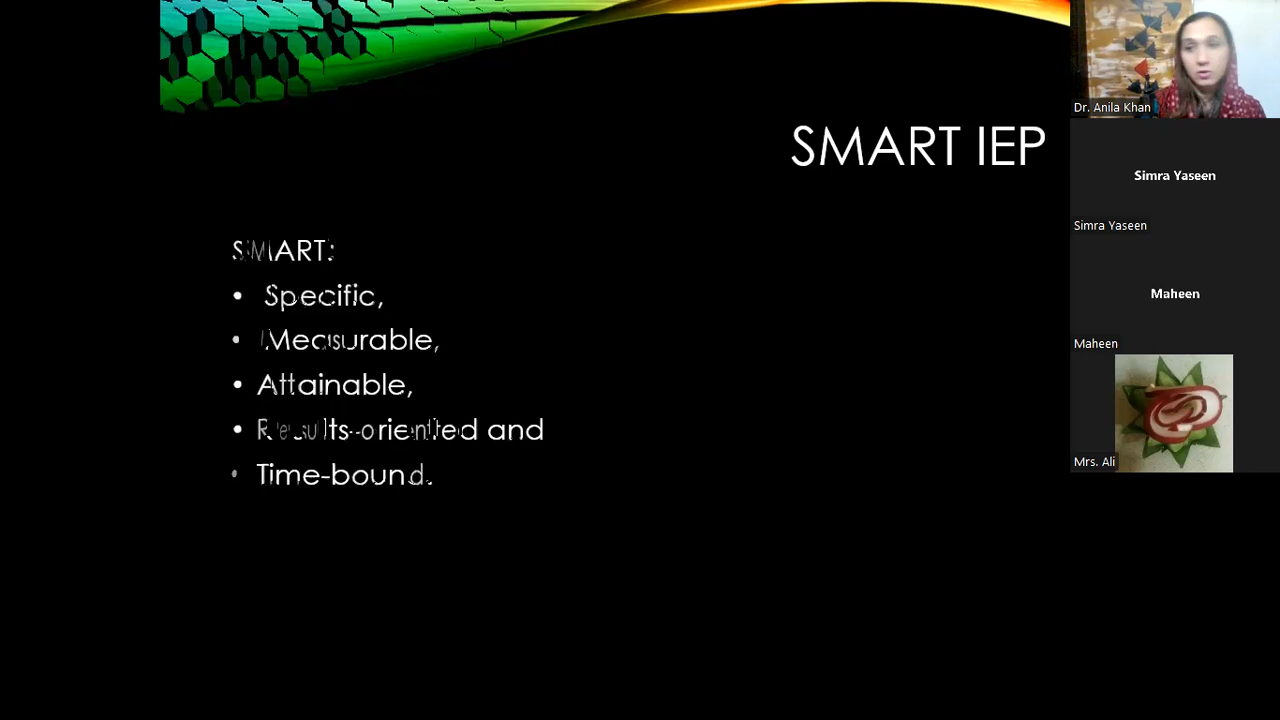 SMART IEP
SMART:
• Specific,
• Measurable,
• Attainable,
• Results-oriented and
• Time-bound.
Dr. Anila Khan
Simra Yaseen
Simra Yaseen
Maheen
Maheen
Mrs. Ali